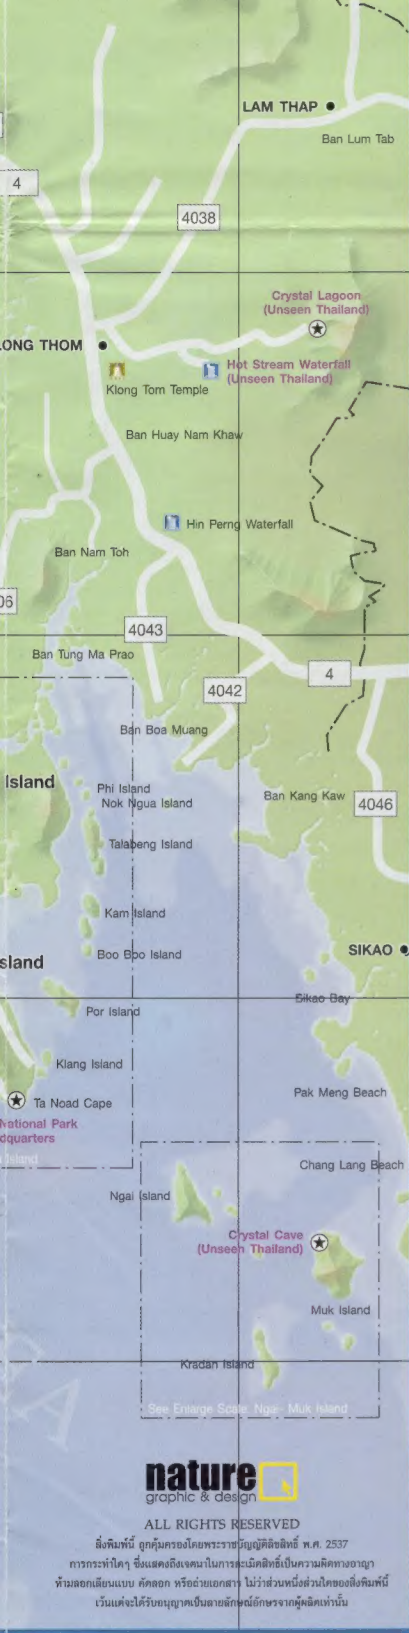 LAM THAP
Ban Lum Tab
4
4038
Crystal Lagoon
(Unseen Thailand)
LONG THOM
Hot Stream Waterfall
(Unseen Thailand)
Klong Tom Temple
Ban Huay Nam Khaw
Hin Perng Waterfall
Ban Nam Toh
06
4043
Ban Tung Ma Prao
4
4042
Ban Boa Muang
Island
Phi Island
Nok Ngua Island
Ban Kang Kaw
4046
Talabeng Island
Kam Island
Boo Boo Island
SIKAO
sland
Sikao Bay
Por Island
Klang Island
Pak Meng Beach
Ta Noad Cape
National Park
dquarters
Island
Chang Lang Beach
Ngai Island
Crystal Cave
(Unseen Thailand)
Muk Island
Kradan Island
See Enlarge Scale: Ngai - Muk Island
EA
nature
graphic & design
ALL RIGHTS RESERVED
สิ่งพิมพ์นี้ ถูกคุ้มครองโดยพระราชบัญญัติลิขสิทธิ์ พ.ศ. 2537
การกระทำใดๆ ซึ่งแสดงถึงเจตนาในการละเมิดสิทธิ์เป็นความผิดทางอาญา
ห้ามลอกเลียนแบบ คัดลอก หรือถ่ายเอกสาร ไม่ว่าส่วนหนึ่งส่วนใดของสิ่งพิมพ์นี้
เว้นแต่จะได้รับอนุญาตเป็นลายลักษณ์อักษรจากผู้ผลิตเท่านั้น